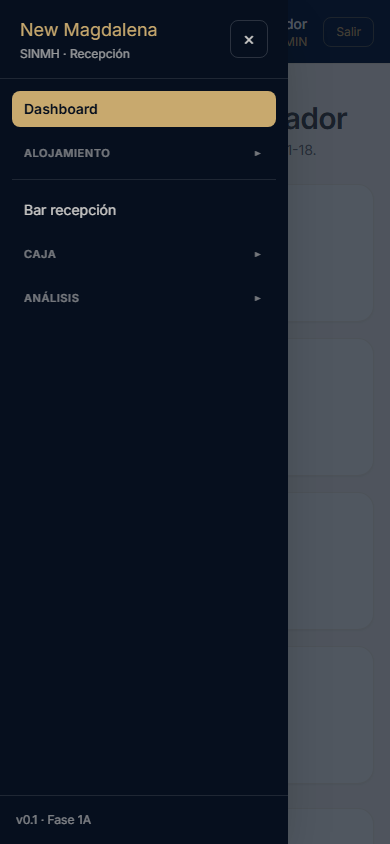 New Magdalena
SINMH · Recepción
✕
dor
MIN
Salir
Dashboard
ador
ALOJAMIENTO ▸
1-18.
Bar recepción
CAJA ▸
ANÁLISIS ▸
v0.1 · Fase 1A